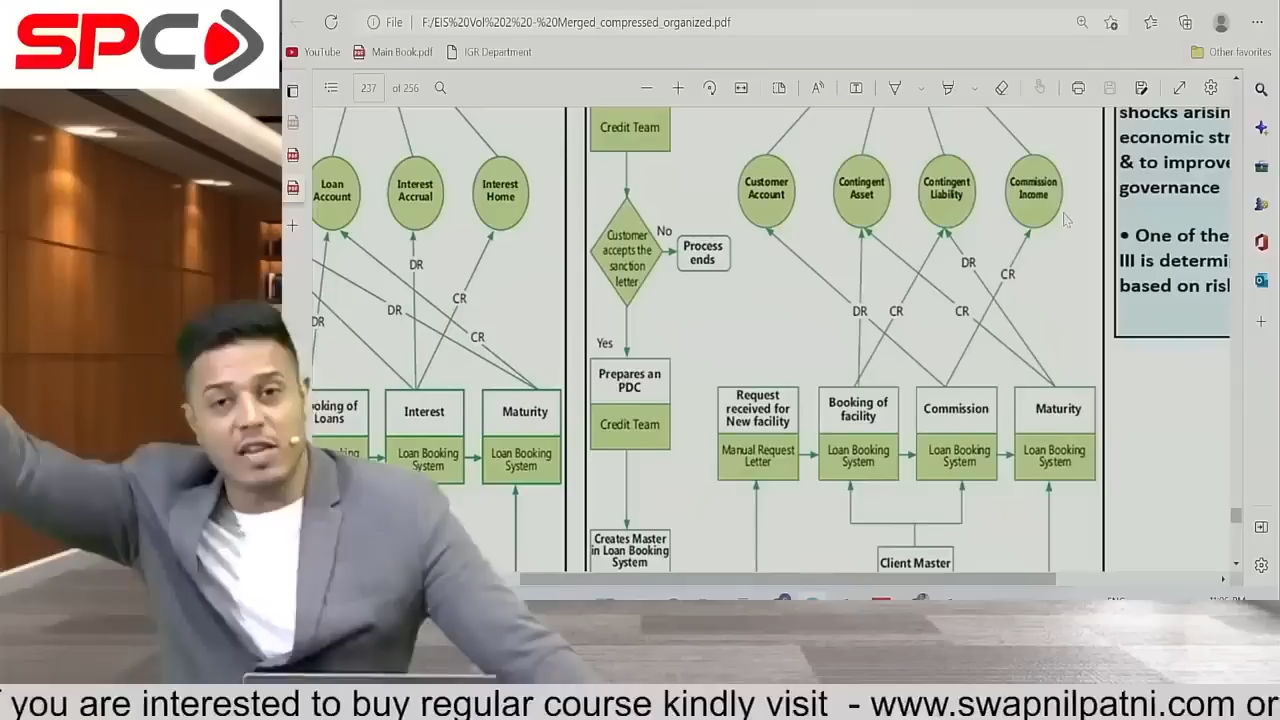 SPC
File
F:/EIS%20Vol%202%20-%20Merged_compressed_organized.pdf
YouTube
Main Book.pdf
IGR Department
Other favorites
237
of 256
Credit Team
Customer
accepts the
sanction
letter
No
Process
ends
Yes
Prepares an
PDC
Credit Team
Creates Master
in Loan Booking
System
Loan
Account
Interest
Accrual
Interest
Home
DR
CR
DR
DR
CR
Loans
Interest
Loan Booking
System
Maturity
Loan Booking
System
Customer
Account
Contingent
Asset
Contingent
Liability
Commission
Income
DR
CR
DR
CR
CR
Request
received for
New facility
Manual Request
Letter
Booking of
facility
Loan Booking
System
Commission
Loan Booking
System
Maturity
Loan Booking
System
Client Master
shocks arisin
economic str
& to improve
governance
• One of the
III is determi
based on risk
you are interested to buy regular course kindly visit - www.swapnilpatni.com or